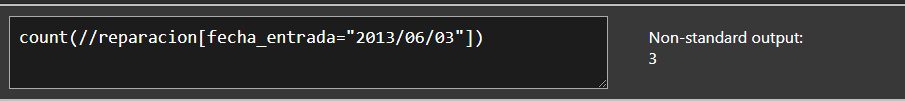 count(//reparacion[fecha_entrada="2013/06/03"])
Non-standard output:
3